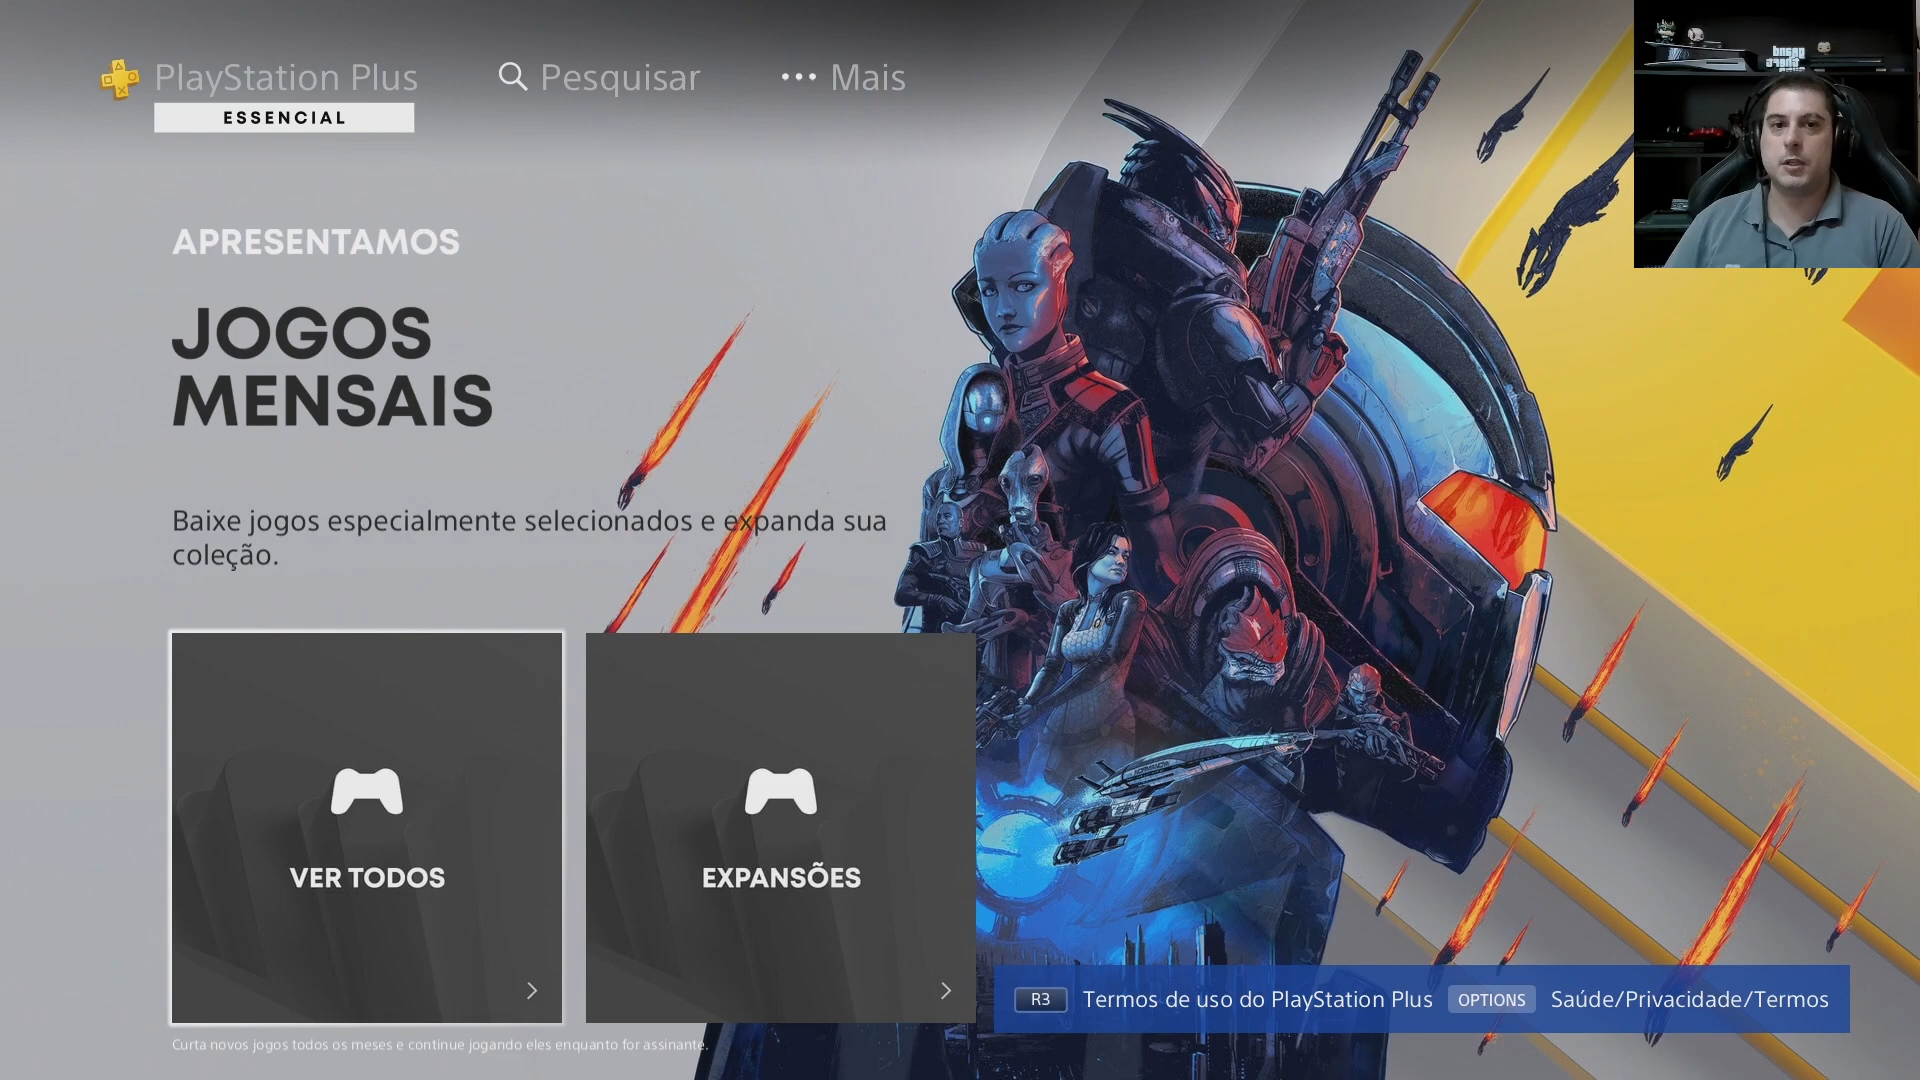 PlayStation Plus
ESSENCIAL
Pesquisar
Mais
APRESENTAMOS
JOGOS
MENSAIS
Baixe jogos especialmente selecionados e expanda sua
coleção.
VER TODOS
EXPANSÕES
R3 Termos de uso do PlayStation Plus OPTIONS Saúde/Privacidade/Termos
Curta novos jogos todos os meses e continue jogando eles enquanto for assinante.